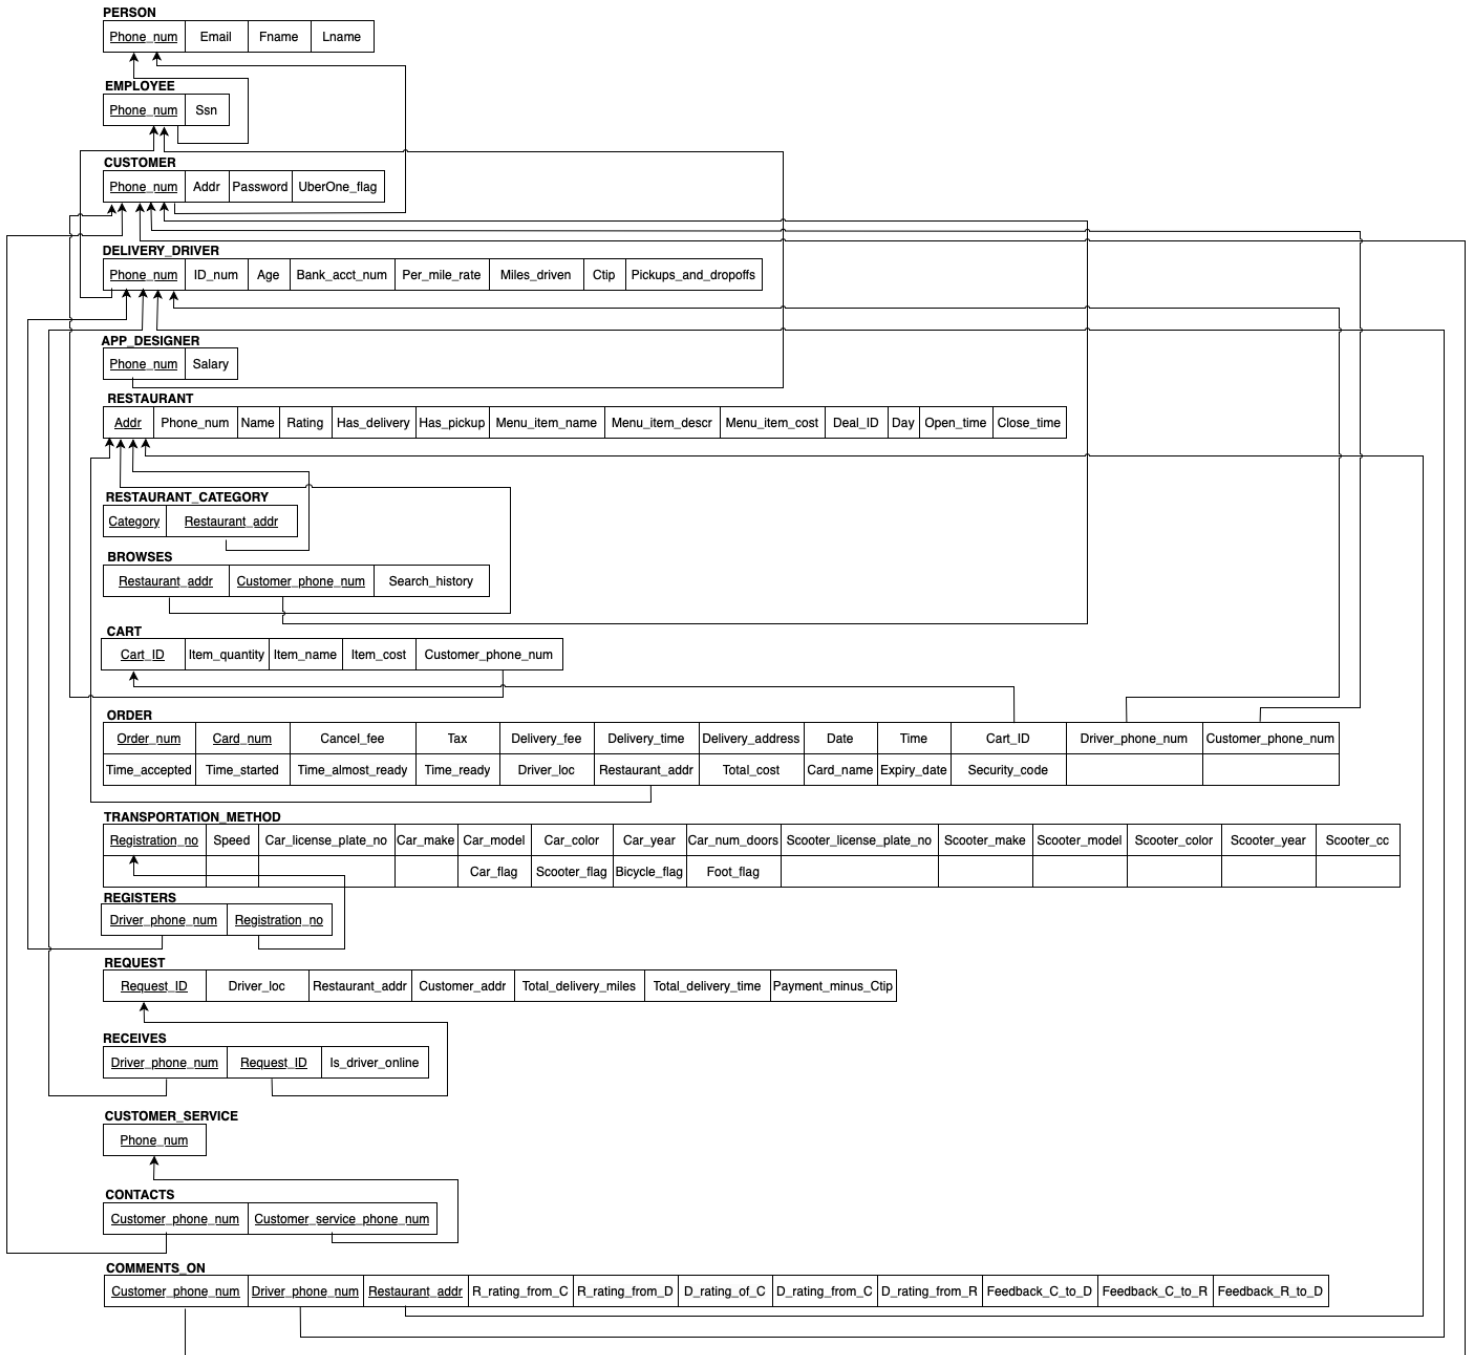 PERSON
Phone_num Email Fname Lname
EMPLOYEE
Phone_num Ssn
CUSTOMER
Phone_num Addr Password UberOne_flag
DELIVERY_DRIVER
Phone_num ID_num Age Bank_acct_num Per_mile_rate Miles_driven Ctip Pickups_and_dropoffs
APP_DESIGNER
Phone_num Salary
RESTAURANT
Addr Phone_num Name Rating Has_delivery Has_pickup Menu_item_name Menu_item_descr Menu_item_cost Deal_ID Day Open_time Close_time
RESTAURANT_CATEGORY
Category Restaurant_addr
BROWSES
Restaurant_addr Customer_phone_num Search_history
CART
Cart_ID Item_quantity Item_name Item_cost Customer_phone_num
ORDER
Order_num Card_num Cancel_fee Tax Delivery_fee Delivery_time Delivery_address Date Time Cart_ID Driver_phone_num Customer_phone_num
Time_accepted Time_started Time_almost_ready Time_ready Driver_loc Restaurant_addr Total_cost Card_name Expiry_date Security_code
TRANSPORTATION_METHOD
Registration_no Speed Car_license_plate_no Car_make Car_model Car_color Car_year Car_num_doors Scooter_license_plate_no Scooter_make Scooter_model Scooter_color Scooter_year Scooter_cc
Car_flag Scooter_flag Bicycle_flag Foot_flag
REGISTERS
Driver_phone_num Registration_no
REQUEST
Request_ID Driver_loc Restaurant_addr Customer_addr Total_delivery_miles Total_delivery_time Payment_minus_Ctip
RECEIVES
Driver_phone_num Request_ID Is_driver_online
CUSTOMER_SERVICE
Phone_num
CONTACTS
Customer_phone_num Customer_service_phone_num
COMMENTS_ON
Customer_phone_num Driver_phone_num Restaurant_addr R_rating_from_C R_rating_from_D D_rating_of_C D_rating_from_C D_rating_from_R Feedback_C_to_D Feedback_C_to_R Feedback_R_to_D